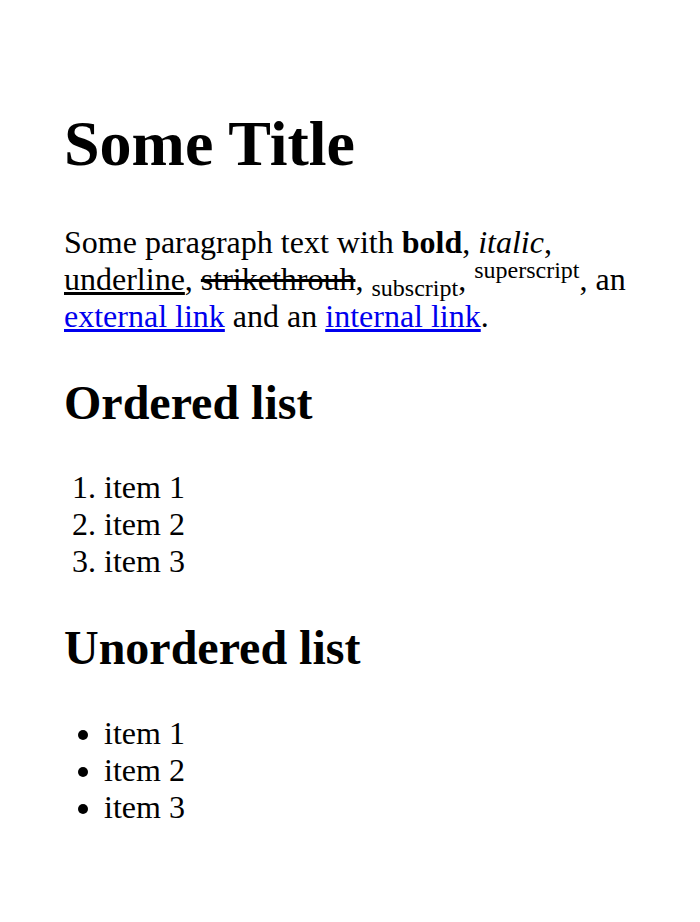 Some Title
Some paragraph text with bold, italic,
underline, strikethrouh, subscript, superscript, an
external link and an internal link.
Ordered list
1. item 1
2. item 2
3. item 3
Unordered list
• item 1
• item 2
• item 3